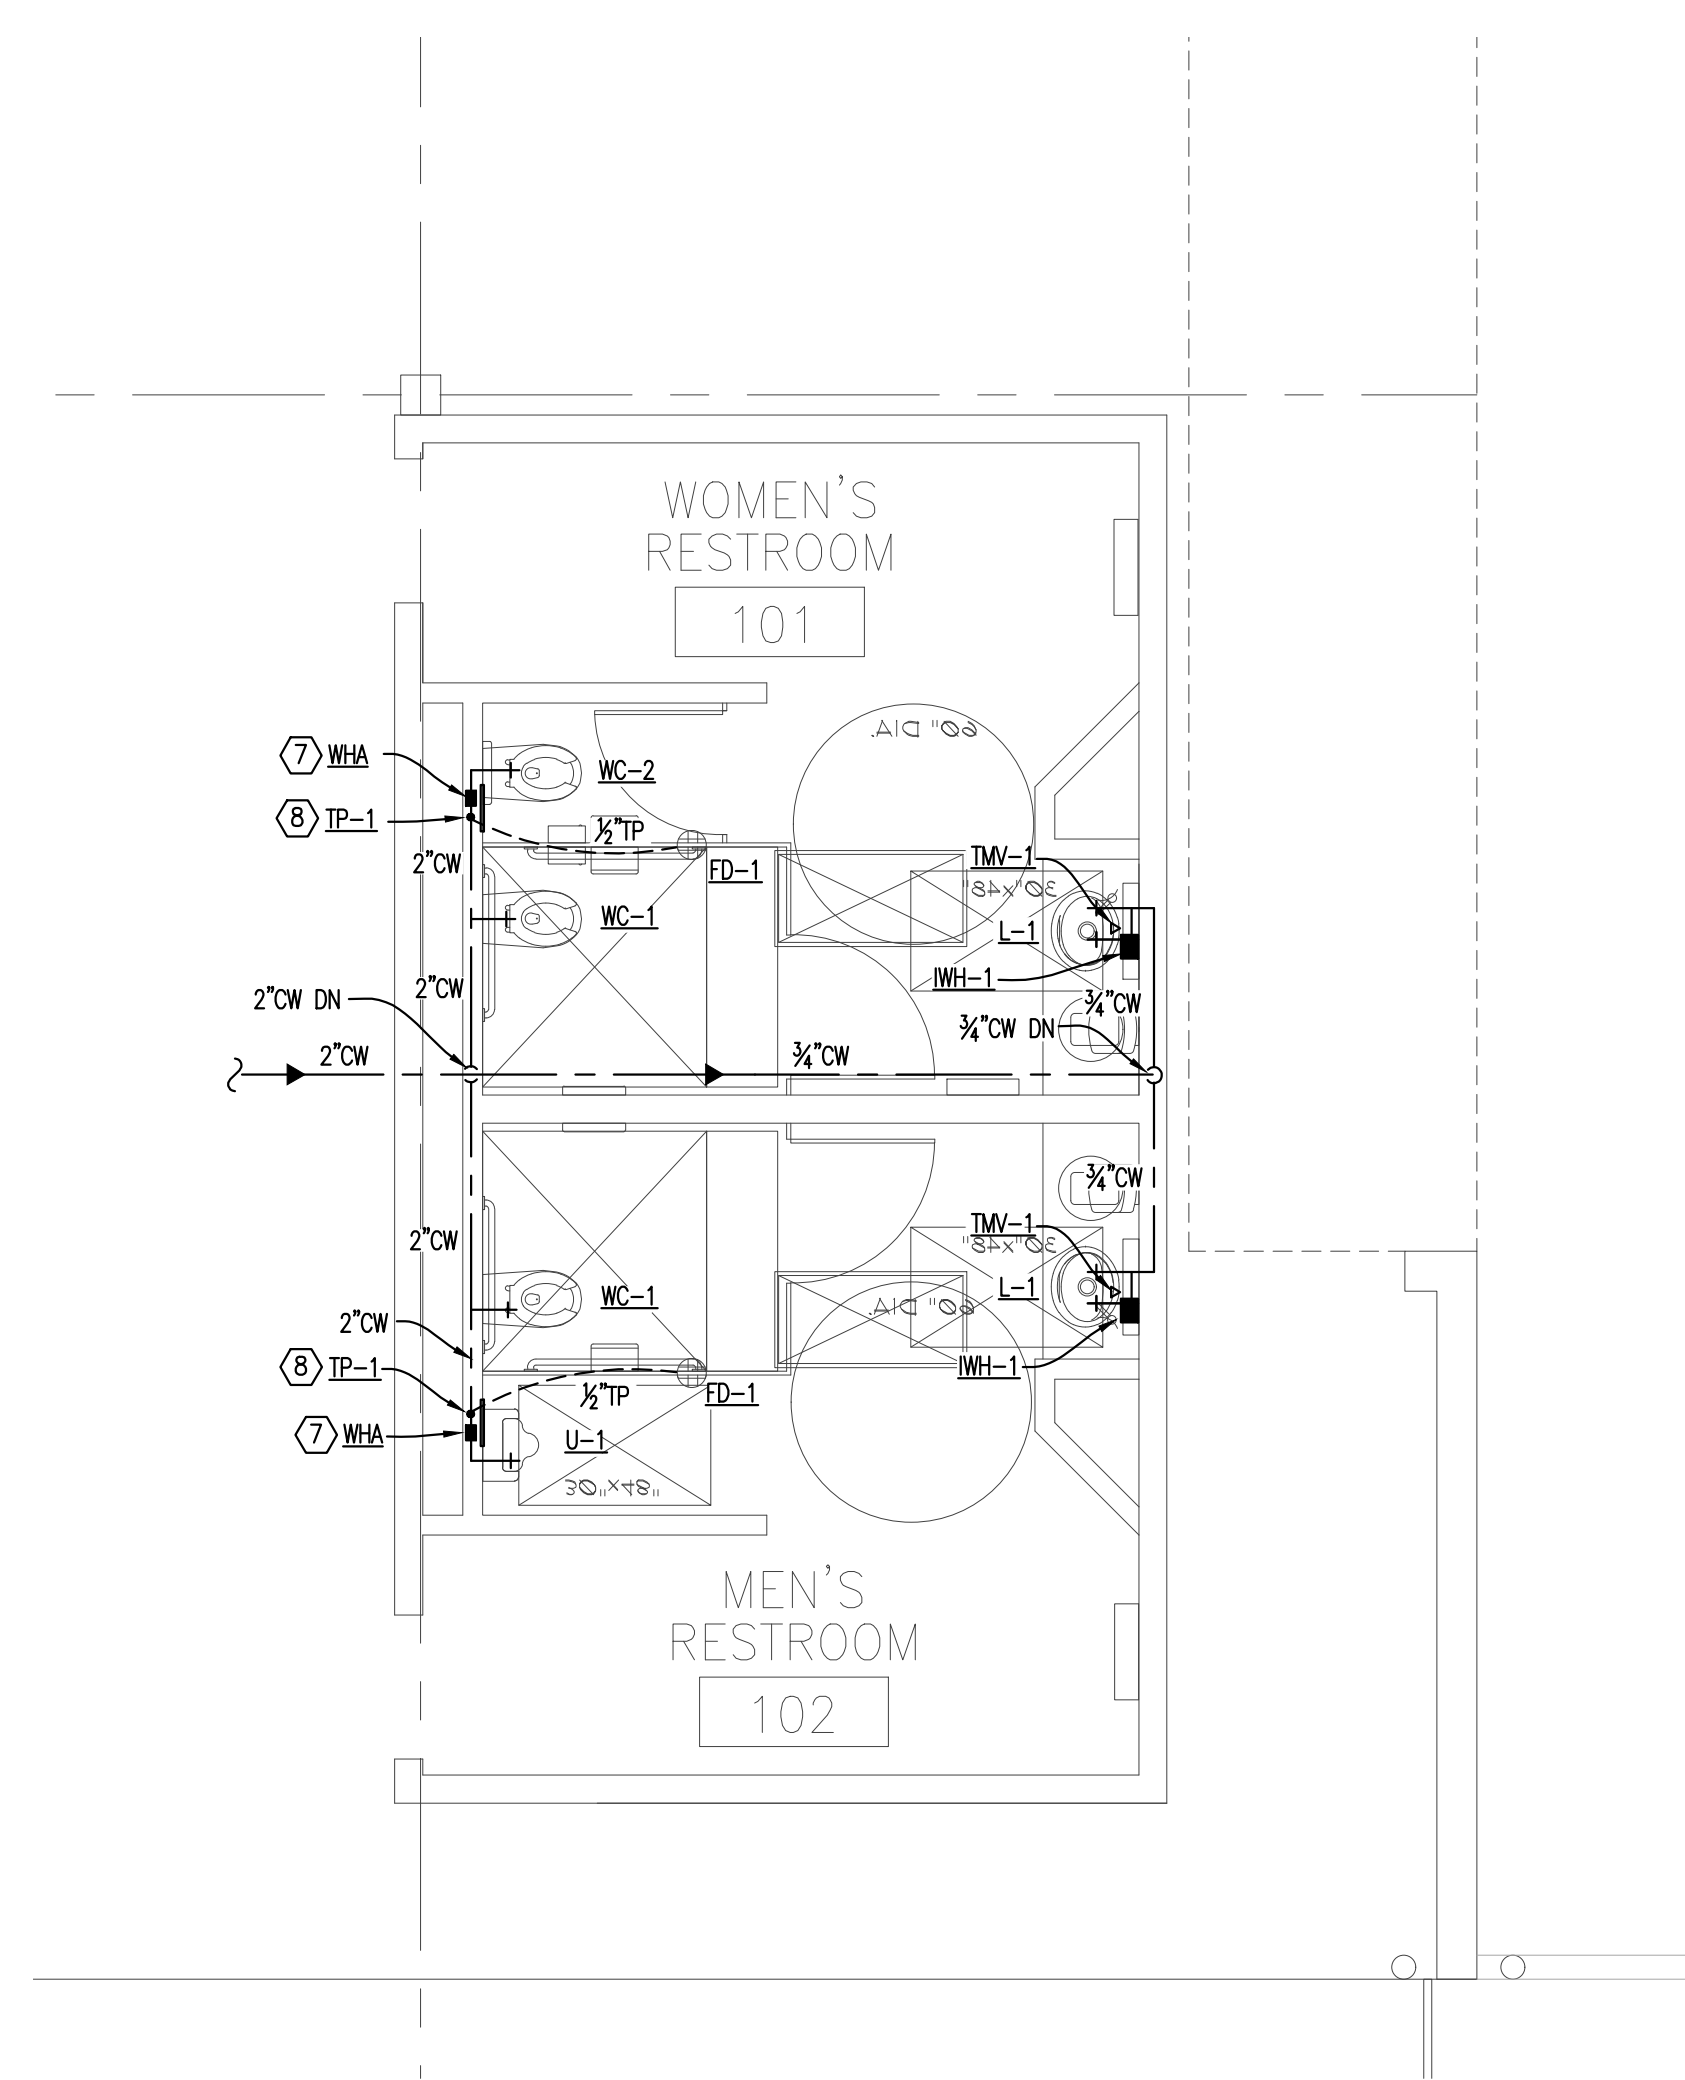 WOMEN'S
RESTROOM
101
60" DIA.
7 WHA
WC-2
8 TP-1
1/2"TP
2"CW
FD-1
TMV-1
30"x48"
WC-1
L-1
IWH-1
2"CW
2"CW DN
3/4"CW
3/4"CW DN
2"CW
3/4"CW
3/4"CW
TMV-1
2"CW
30"x48"
WC-1
L-1
60" DIA.
2"CW
8 TP-1
IWH-1
1/2"TP
FD-1
7 WHA
U-1
30"x48"
MEN'S
RESTROOM
102